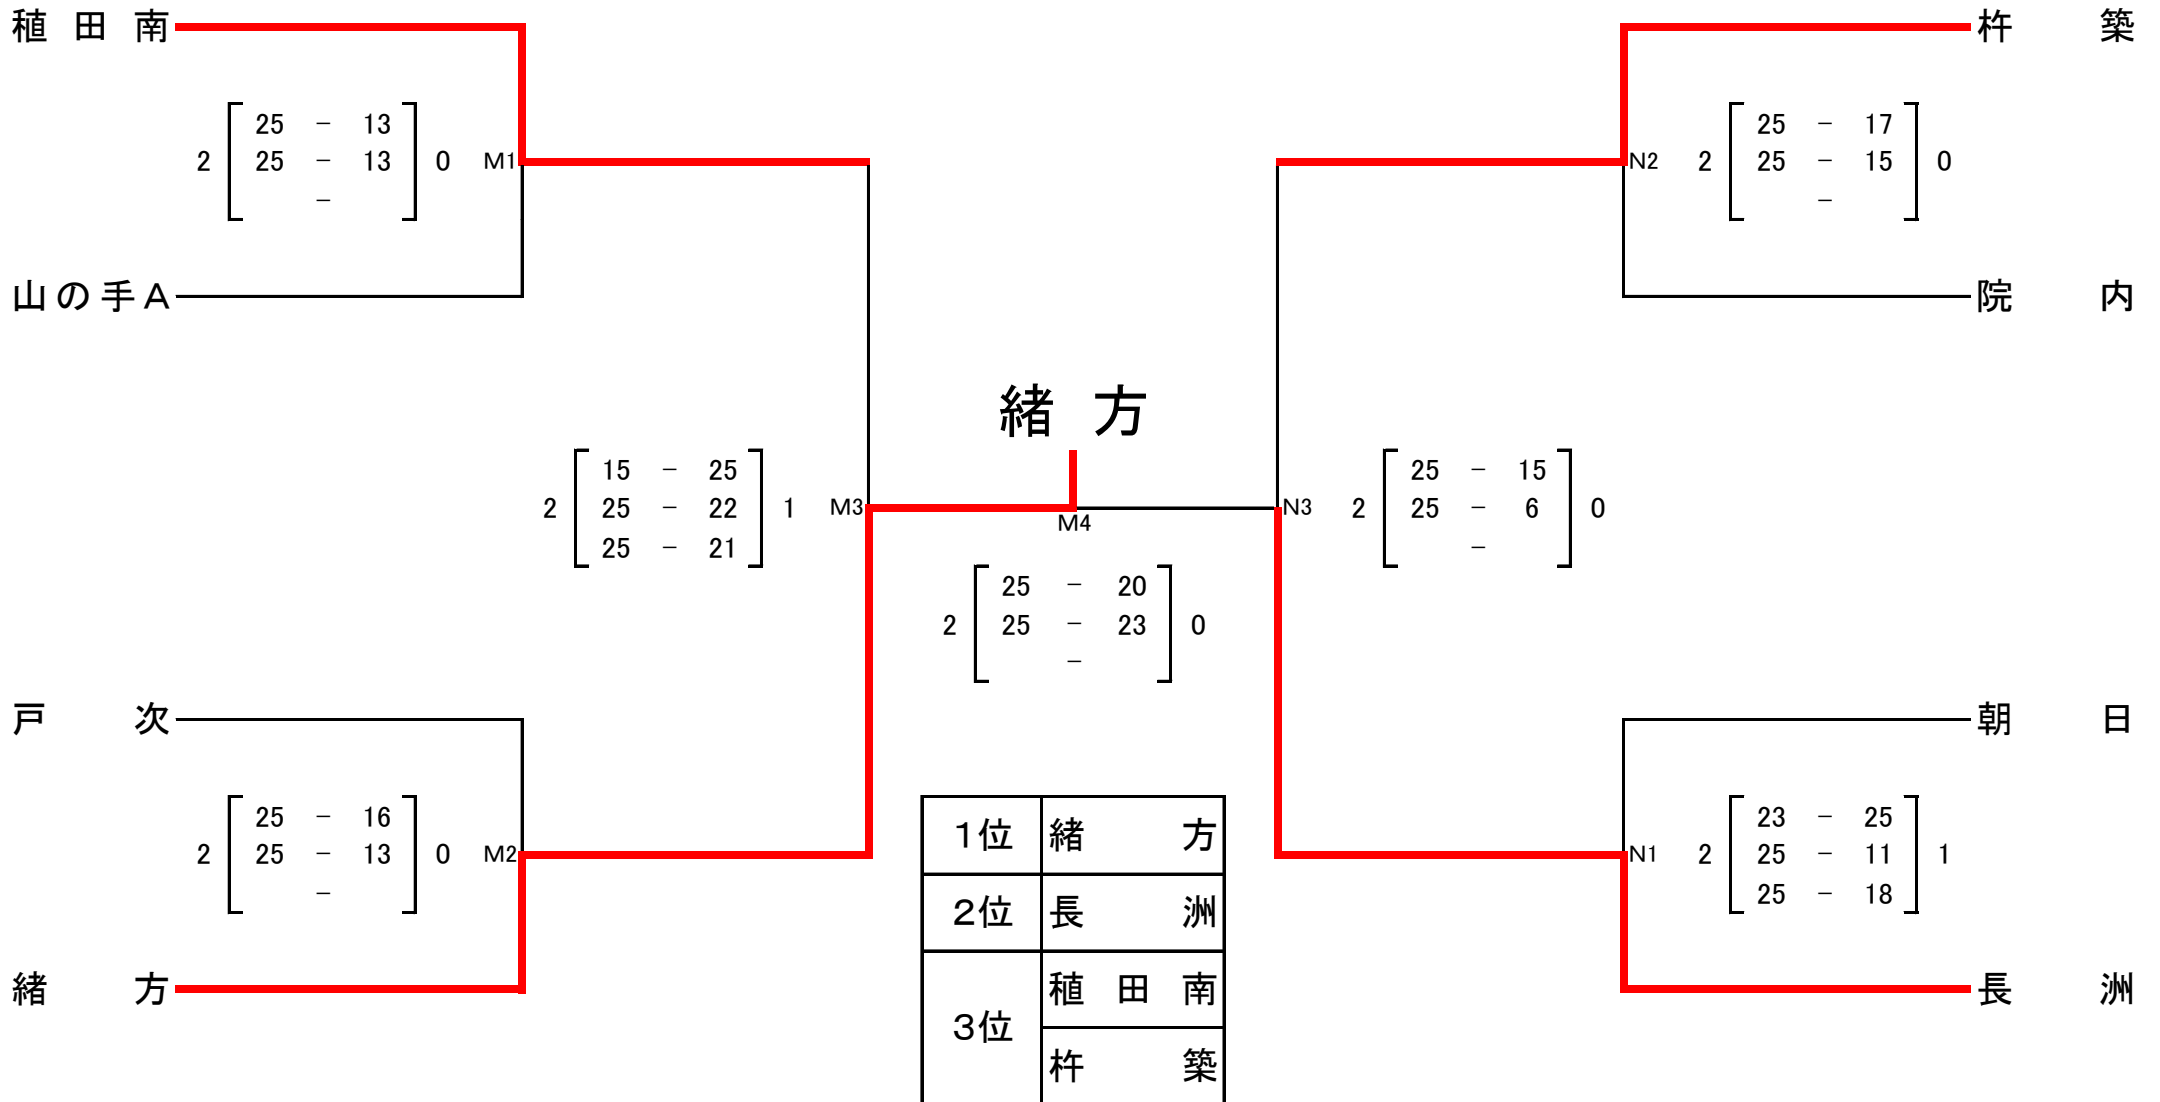 稙田南 杵築
25 - 13 25 - 17
2 25 - 13 0 M1 N2 2 25 - 15 0
- -
山の手A 院内
緒方
15 - 25 25 - 15
2 25 - 22 1 M3 N3 2 25 - 6 0
M4
25 - 21 -
25 - 20
2 25 - 23 0
-
戸次 朝日
25 - 16 23 - 25
2 25 - 13 0 M2 N1 2 25 - 11 1
- 25 - 18
1位 緒方
2位 長洲
緒方 長洲
3位 稙田南
杵築